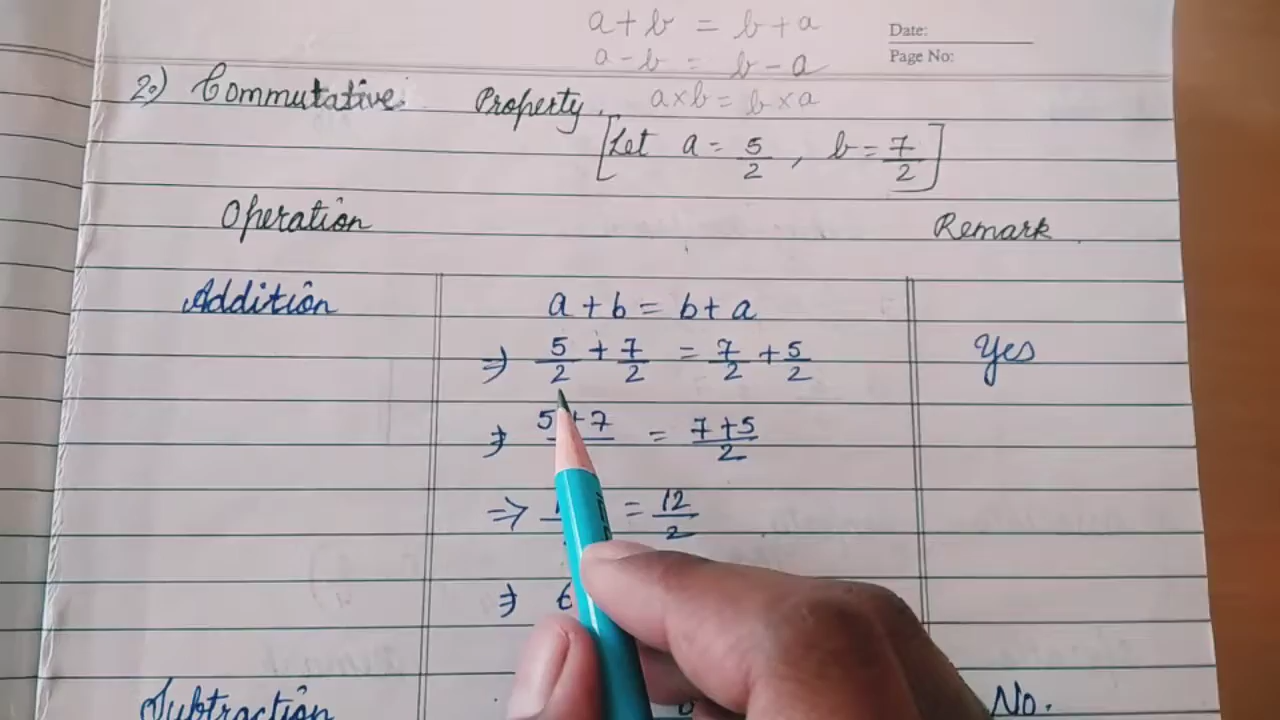 a + b = b + a
Date:
a - b = b - a
Page No:
2.) Commutative. Property. a × b = b × a
[Let a = 5/2 , b = 7/2]
Operation Remark
Addition a + b = b + a
⇒ 5/2 + 7/2 = 7/2 + 5/2 Yes
⇒ 5+7 = 7+5/2
⇒ = 12/2
⇒ 6
Subtraction No.